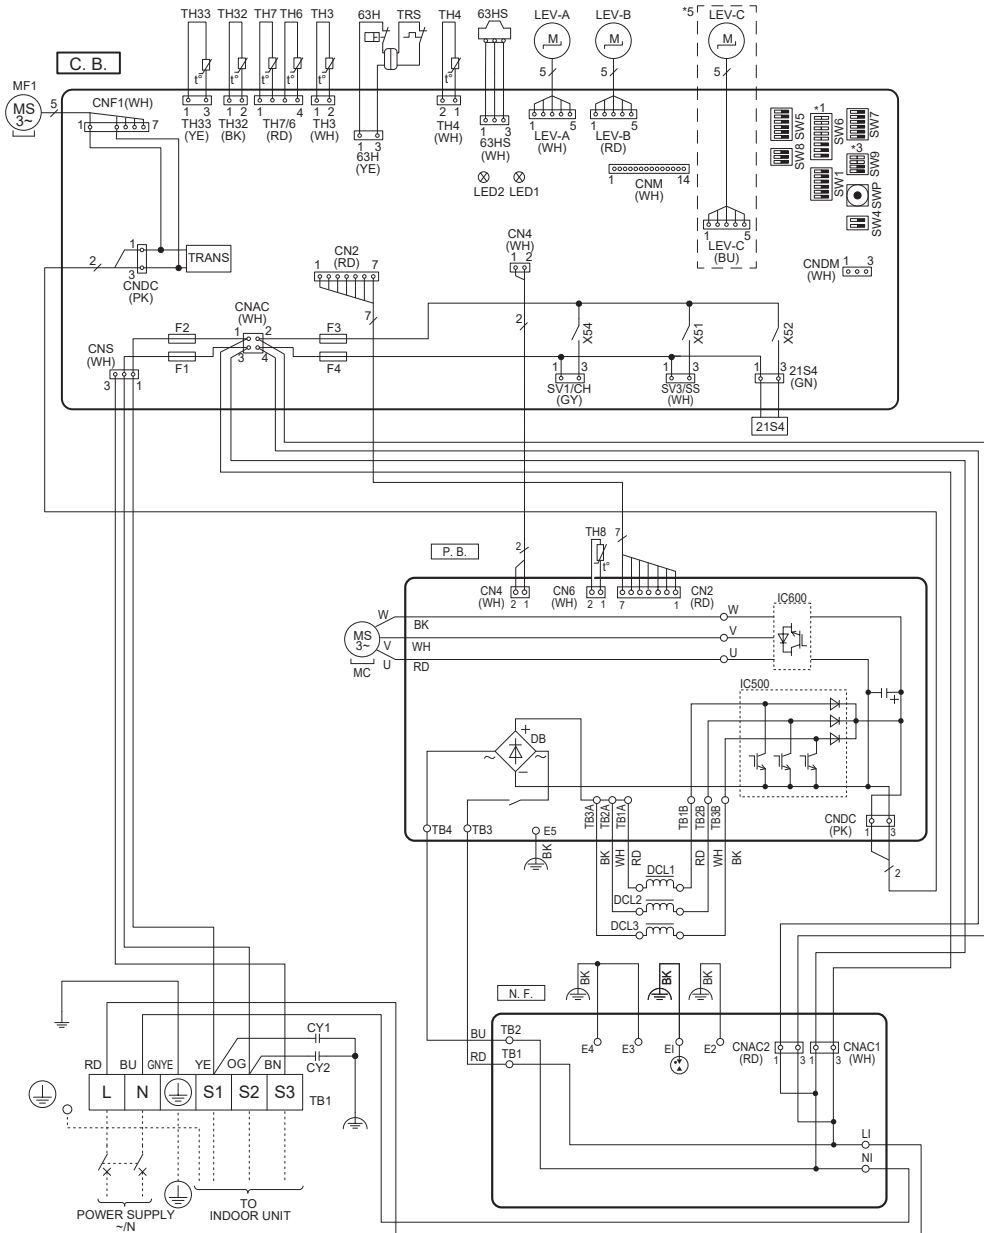 TH33 TH32 TH7 TH6 TH3 63H TRS TH4 63HS LEV-A LEV-B *5 LEV-C
C. B.
MF1
MS
3~
5
CNF1(WH)
1 7
t° t° t° t° t° t°
M M M
5 5 5
1 3 1 2 1 4 1 2 2 1 1 3 1 5 1 5
TH33
(YE)
TH32
(BK)
TH7/6
(RD)
TH3
(WH)
1 3
63H
(YE)
TH4
(WH)
63HS
(WH)
LEV-A
(WH)
LEV-B
(RD)
LED2 LED1
1 14
CNM
(WH)
1 5
LEV-C
(BU)
SW5
*1
SW6
SW7
SW8
*3
SW9
SW1
SWP
SW4
CNDM
(WH)
1 3
2
1
3
CNDC
(PK)
TRANS
CN2
(RD)
1 7
7
CN4
(WH)
1 2
2
CNAC
(WH)
1 2
3 4
F2
F1
F3
F4
CNS
(WH)
3 1
X54
X51
X52
1 3
SV1/CH
(GY)
1 3
SV3/SS
(WH)
1 3
21S4
(GN)
21S4
P. B.
2
TH8
t°
7
CN4
(WH)
2 1
CN6
(WH)
2 1
7 1
CN2
(RD)
MS
3~
MC
W
V
U
BK
WH
RD
W
V
U
IC600
+
IC500
+
DB
~ ~
−
TB4
TB3
E5
BK
TB3A
TB2A
TB1A
TB1B
TB2B
TB3B
BK
WH
RD
RD
WH
BK
DCL1
DCL2
DCL3
CNDC
(PK)
1 3
2
N. F.
BK
BK
BK
E4 E3 E1 E2
BU
TB2
RD
TB1
CNAC2
(RD)
1 3
1 3
CNAC1
(WH)
LI
NI
CY1
CY2
RD BU GNYE YE OG BN
L N S1 S2 S3
TB1
POWER SUPPLY
~/N
TO
INDOOR UNIT